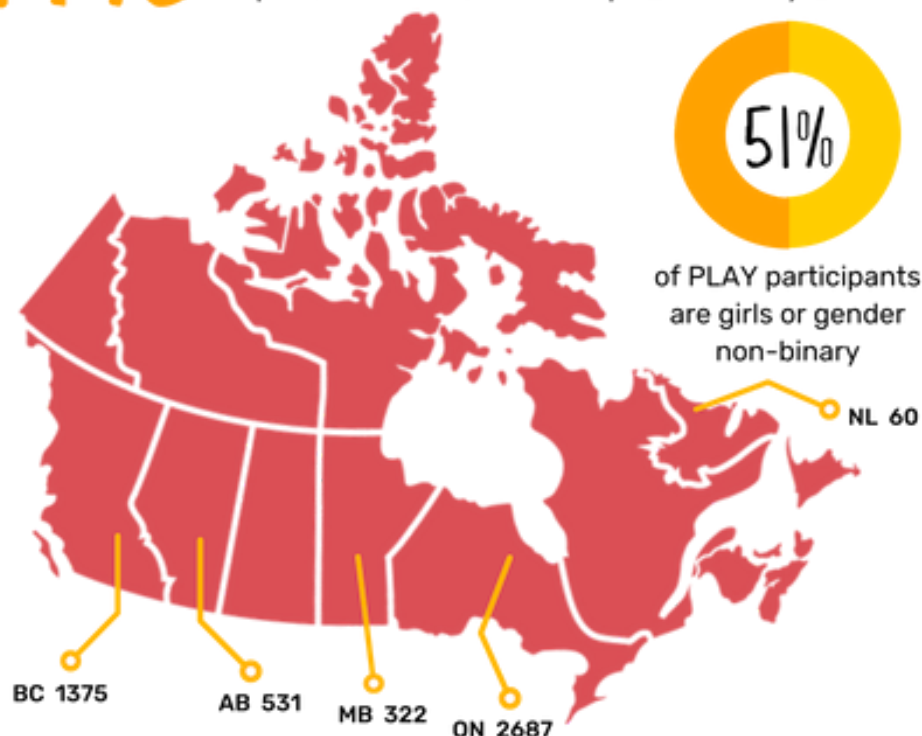 51%
of PLAY participants
are girls or gender
non-binary
NL 60
BC 1375
AB 531
MB 322
ON 2687